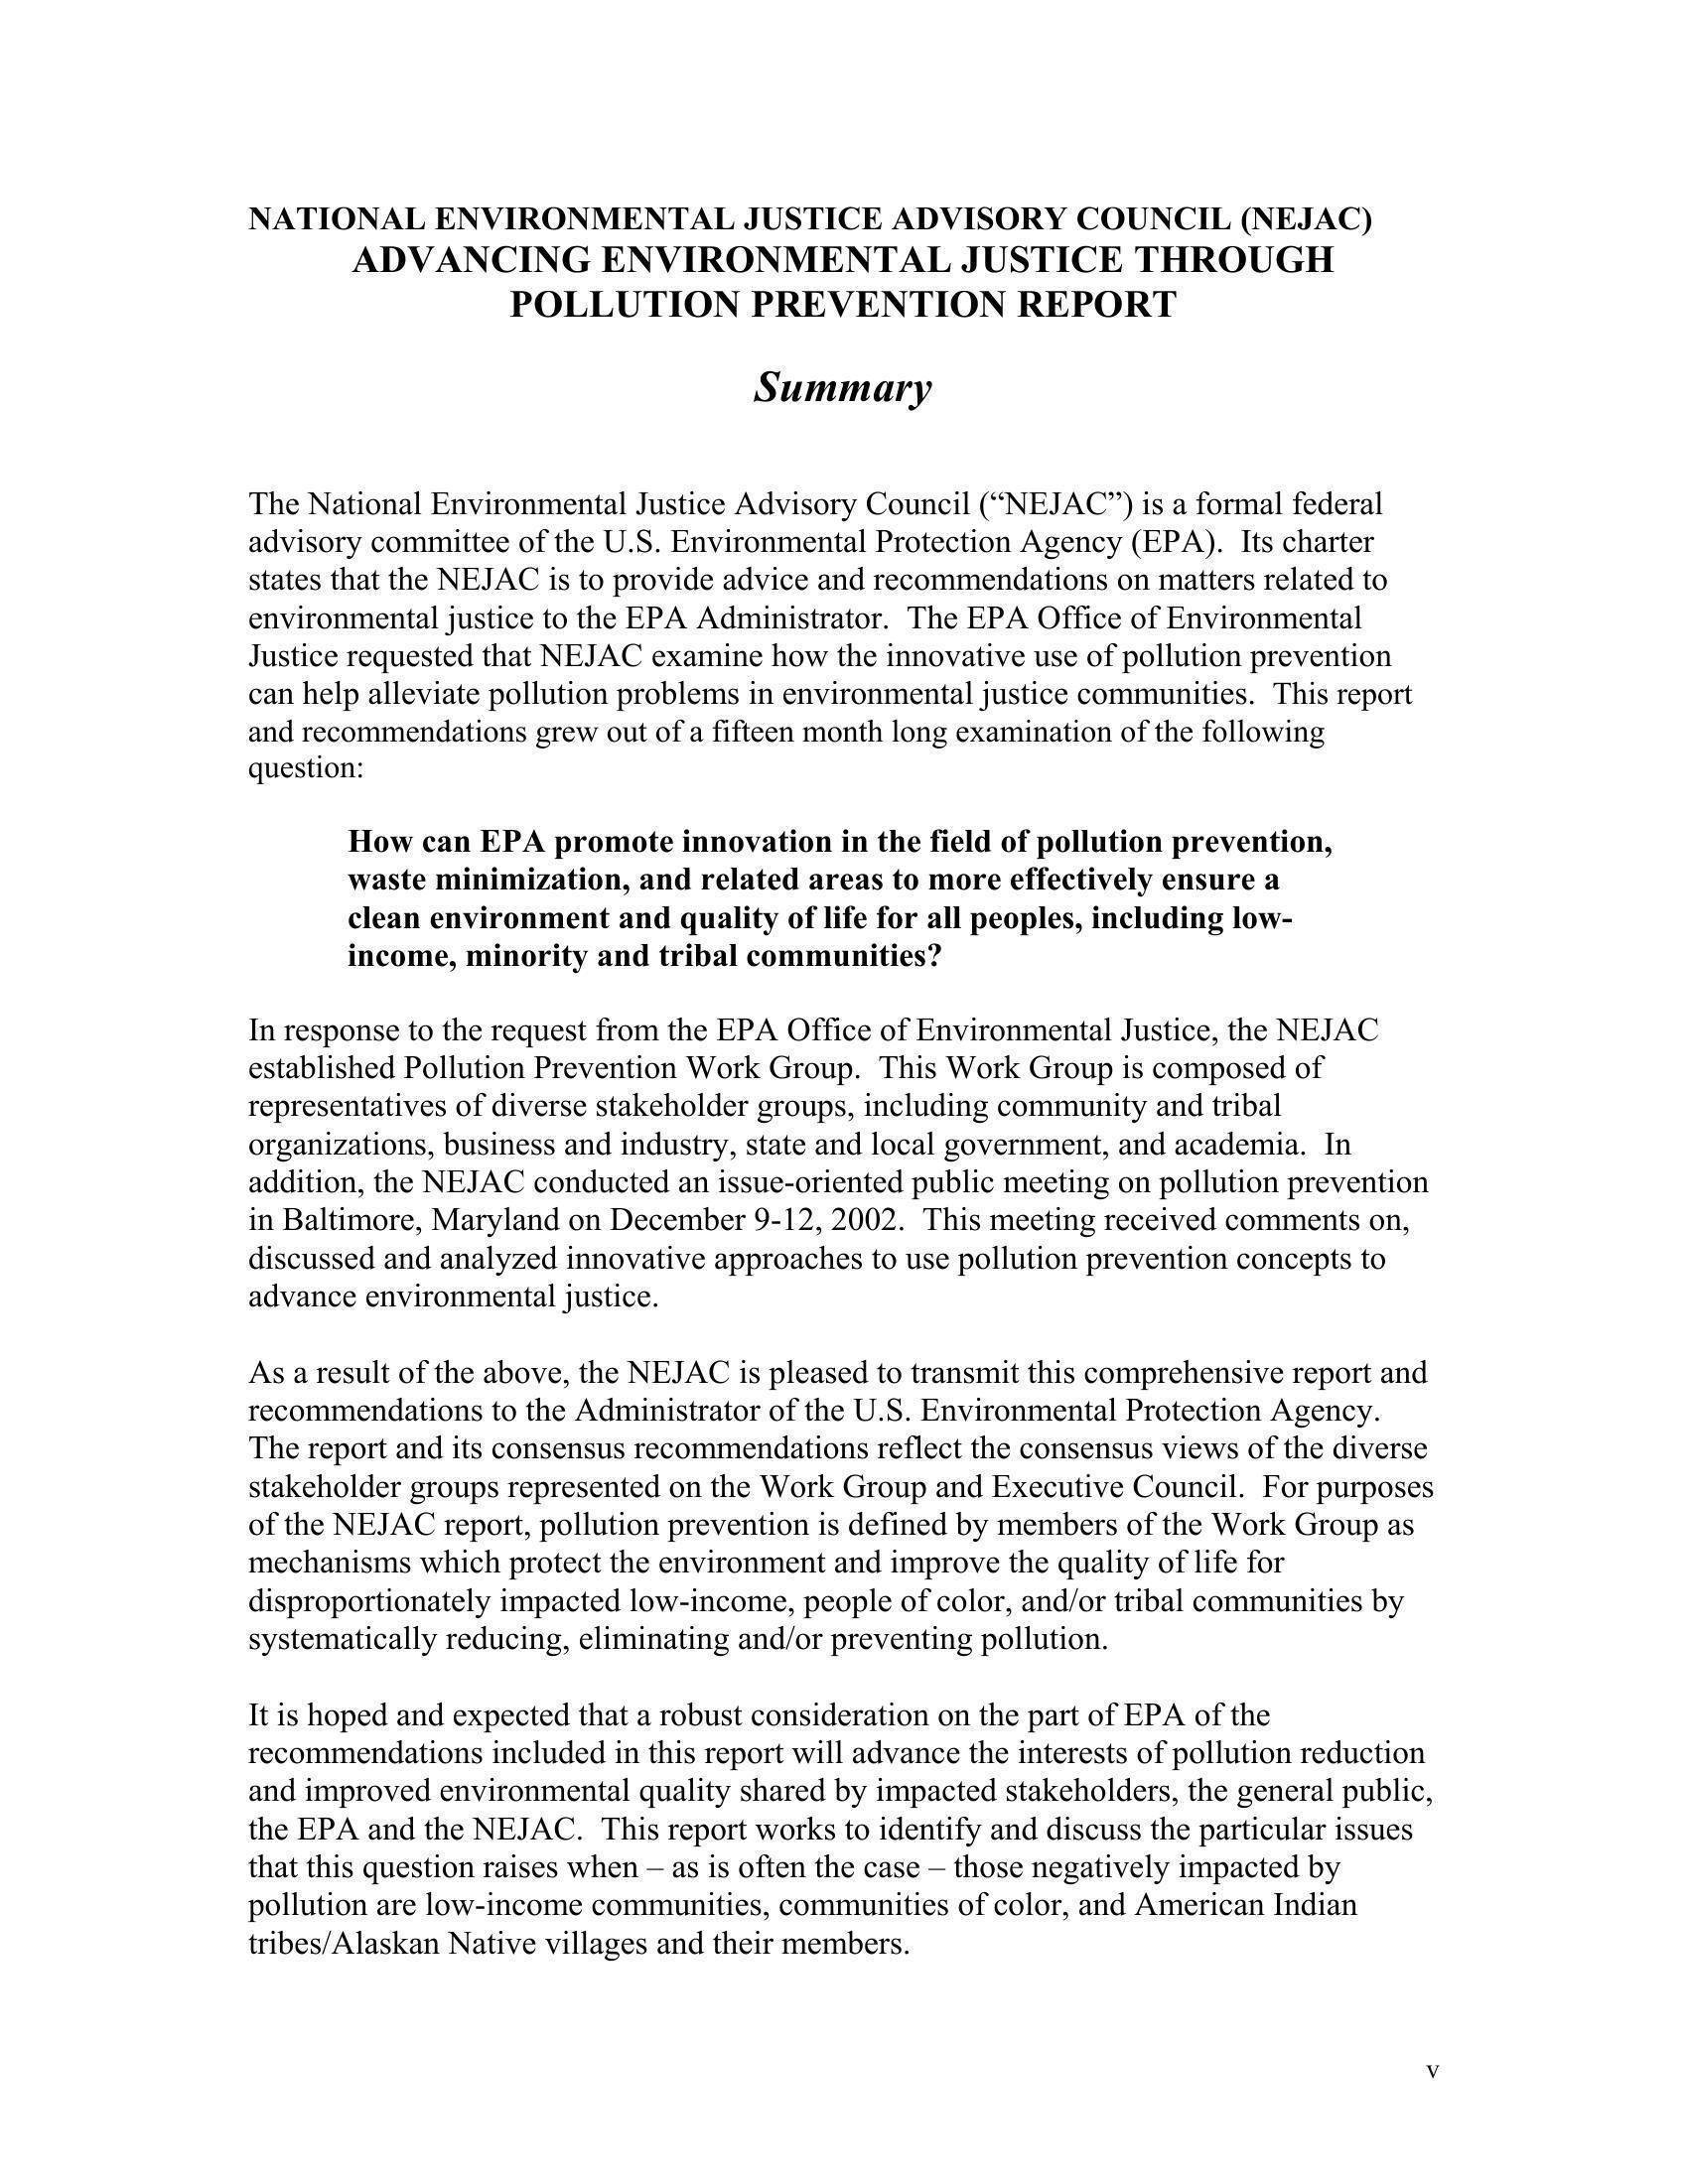 NATIONAL ENVIRONMENTAL JUSTICE ADVISORY COUNCIL (NEJAC)
ADVANCING ENVIRONMENTAL JUSTICE THROUGH
POLLUTION PREVENTION REPORT
Summary
The National Environmental Justice Advisory Council (“NEJAC”) is a formal federal
advisory committee of the U.S. Environmental Protection Agency (EPA).  Its charter
states that the NEJAC is to provide advice and recommendations on matters related to
environmental justice to the EPA Administrator.  The EPA Office of Environmental
Justice requested that NEJAC examine how the innovative use of pollution prevention
can help alleviate pollution problems in environmental justice communities.  This report
and recommendations grew out of a fifteen month long examination of the following
question:
How can EPA promote innovation in the field of pollution prevention,
waste minimization, and related areas to more effectively ensure a
clean environment and quality of life for all peoples, including low-
income, minority and tribal communities?
In response to the request from the EPA Office of Environmental Justice, the NEJAC
established Pollution Prevention Work Group.  This Work Group is composed of
representatives of diverse stakeholder groups, including community and tribal
organizations, business and industry, state and local government, and academia.  In
addition, the NEJAC conducted an issue-oriented public meeting on pollution prevention
in Baltimore, Maryland on December 9-12, 2002.  This meeting received comments on,
discussed and analyzed innovative approaches to use pollution prevention concepts to
advance environmental justice.
As a result of the above, the NEJAC is pleased to transmit this comprehensive report and
recommendations to the Administrator of the U.S. Environmental Protection Agency.
The report and its consensus recommendations reflect the consensus views of the diverse
stakeholder groups represented on the Work Group and Executive Council.  For purposes
of the NEJAC report, pollution prevention is defined by members of the Work Group as
mechanisms which protect the environment and improve the quality of life for
disproportionately impacted low-income, people of color, and/or tribal communities by
systematically reducing, eliminating and/or preventing pollution.
It is hoped and expected that a robust consideration on the part of EPA of the
recommendations included in this report will advance the interests of pollution reduction
and improved environmental quality shared by impacted stakeholders, the general public,
the EPA and the NEJAC.  This report works to identify and discuss the particular issues
that this question raises when – as is often the case – those negatively impacted by
pollution are low-income communities, communities of color, and American Indian
tribes/Alaskan Native villages and their members.
v